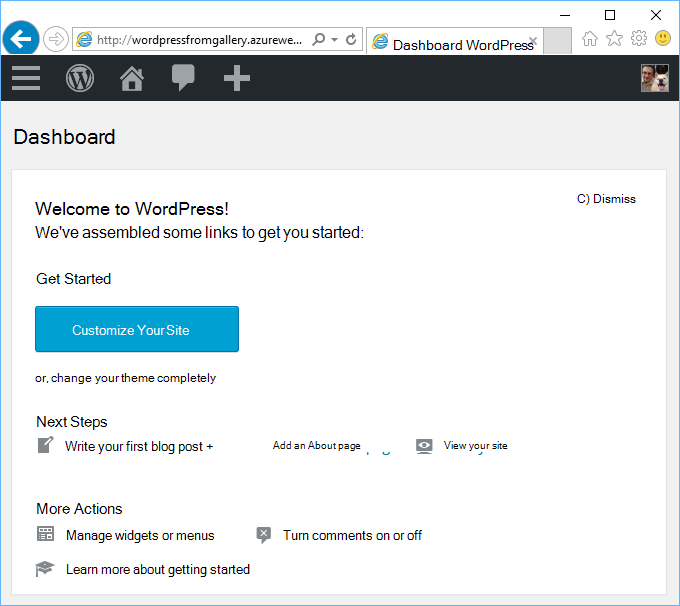 http://wordpressfromgallery.azurewe...
Dashboard WordPress
Dashboard
C) Dismiss
Welcome to WordPress!
We've assembled some links to get you started:
Get Started
Customize Your Site
or, change your theme completely
Next Steps
Write your first blog post +
Add an About page
View your site
More Actions
Manage widgets or menus
Turn comments on or off
Learn more about getting started